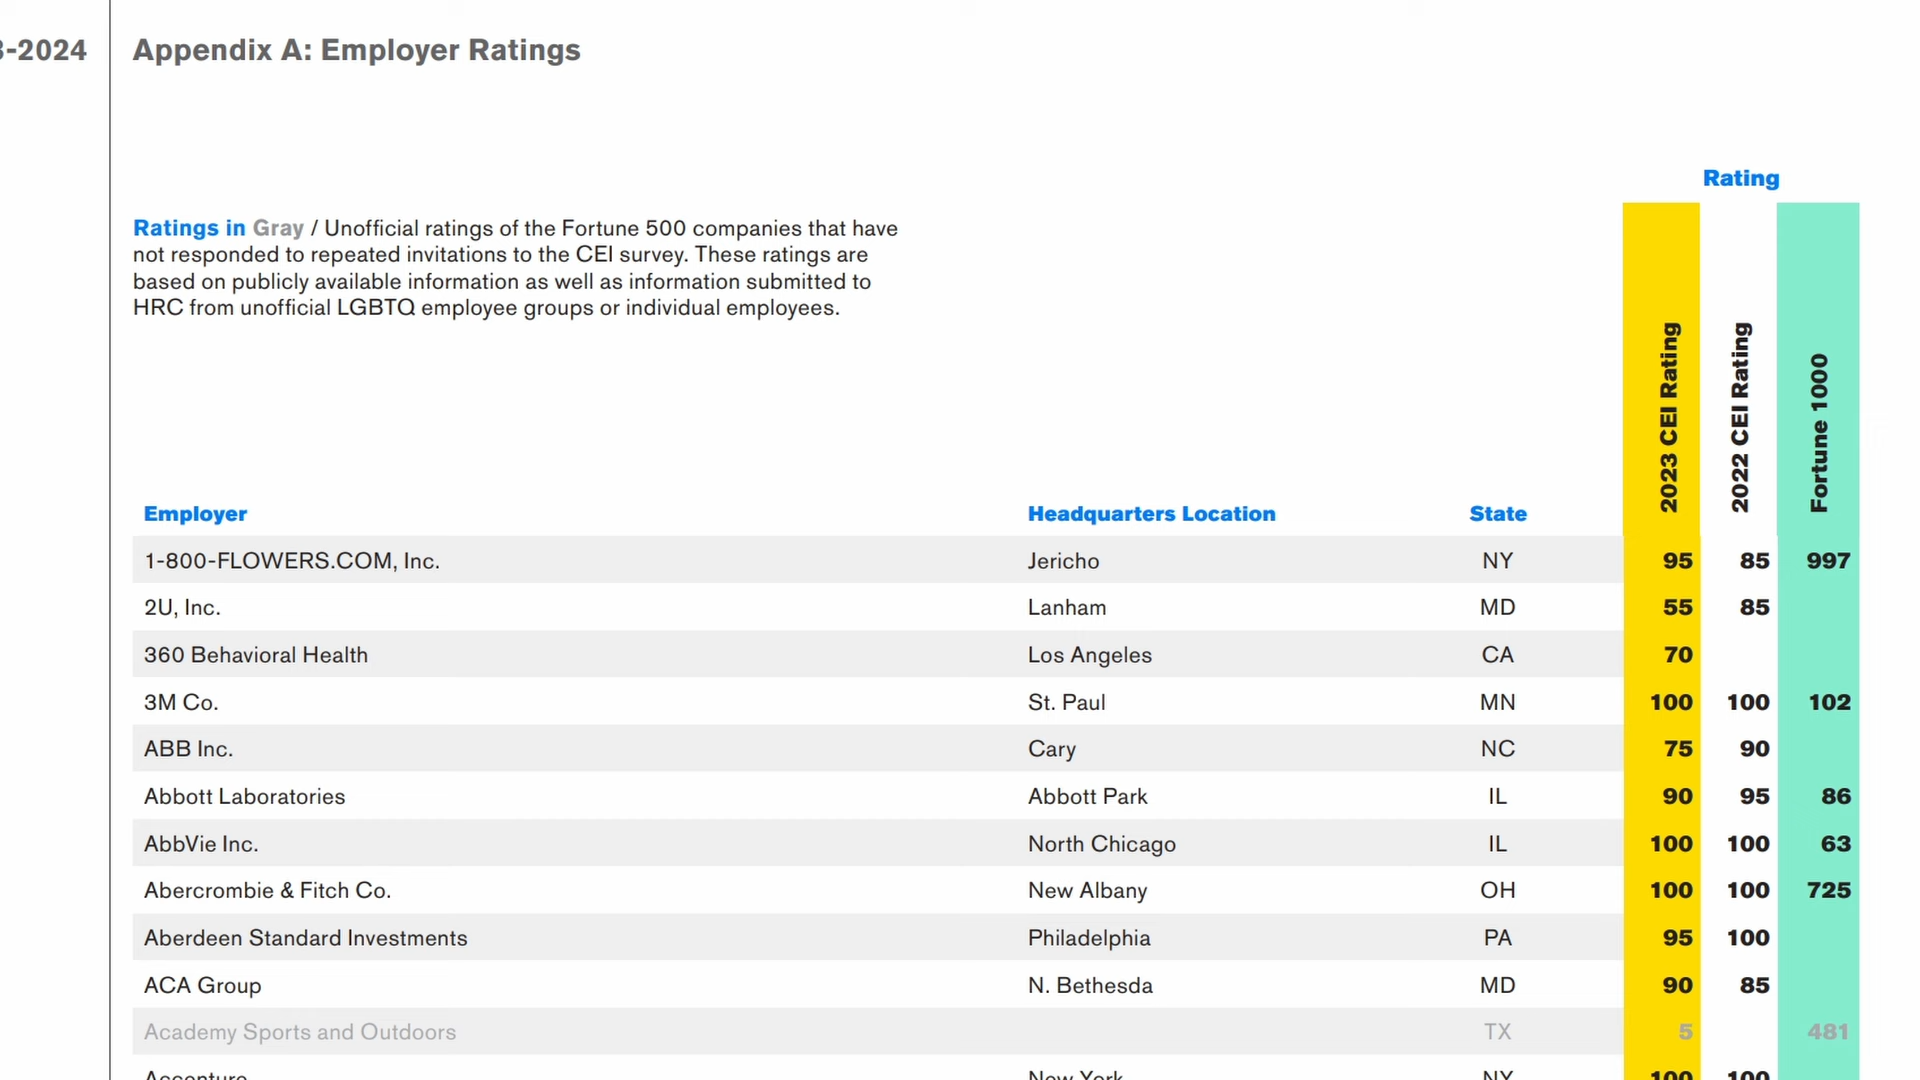 3-2024 Appendix A: Employer Ratings
Rating
Ratings in Gray / Unofficial ratings of the Fortune 500 companies that have
not responded to repeated invitations to the CEI survey. These ratings are
based on publicly available information as well as information submitted to
HRC from unofficial LGBTQ employee groups or individual employees.
2023 CEI Rating
2022 CEI Rating
Fortune 1000
Employer Headquarters Location State
1-800-FLOWERS.COM, Inc. Jericho NY 95 85 997
2U, Inc. Lanham MD 55 85
360 Behavioral Health Los Angeles CA 70
3M Co. St. Paul MN 100 100 102
ABB Inc. Cary NC 75 90
Abbott Laboratories Abbott Park IL 90 95 86
AbbVie Inc. North Chicago IL 100 100 63
Abercrombie & Fitch Co. New Albany OH 100 100 725
Aberdeen Standard Investments Philadelphia PA 95 100
ACA Group N. Bethesda MD 90 85
Academy Sports and Outdoors TX 5 481
Accenture New York NY 100 100